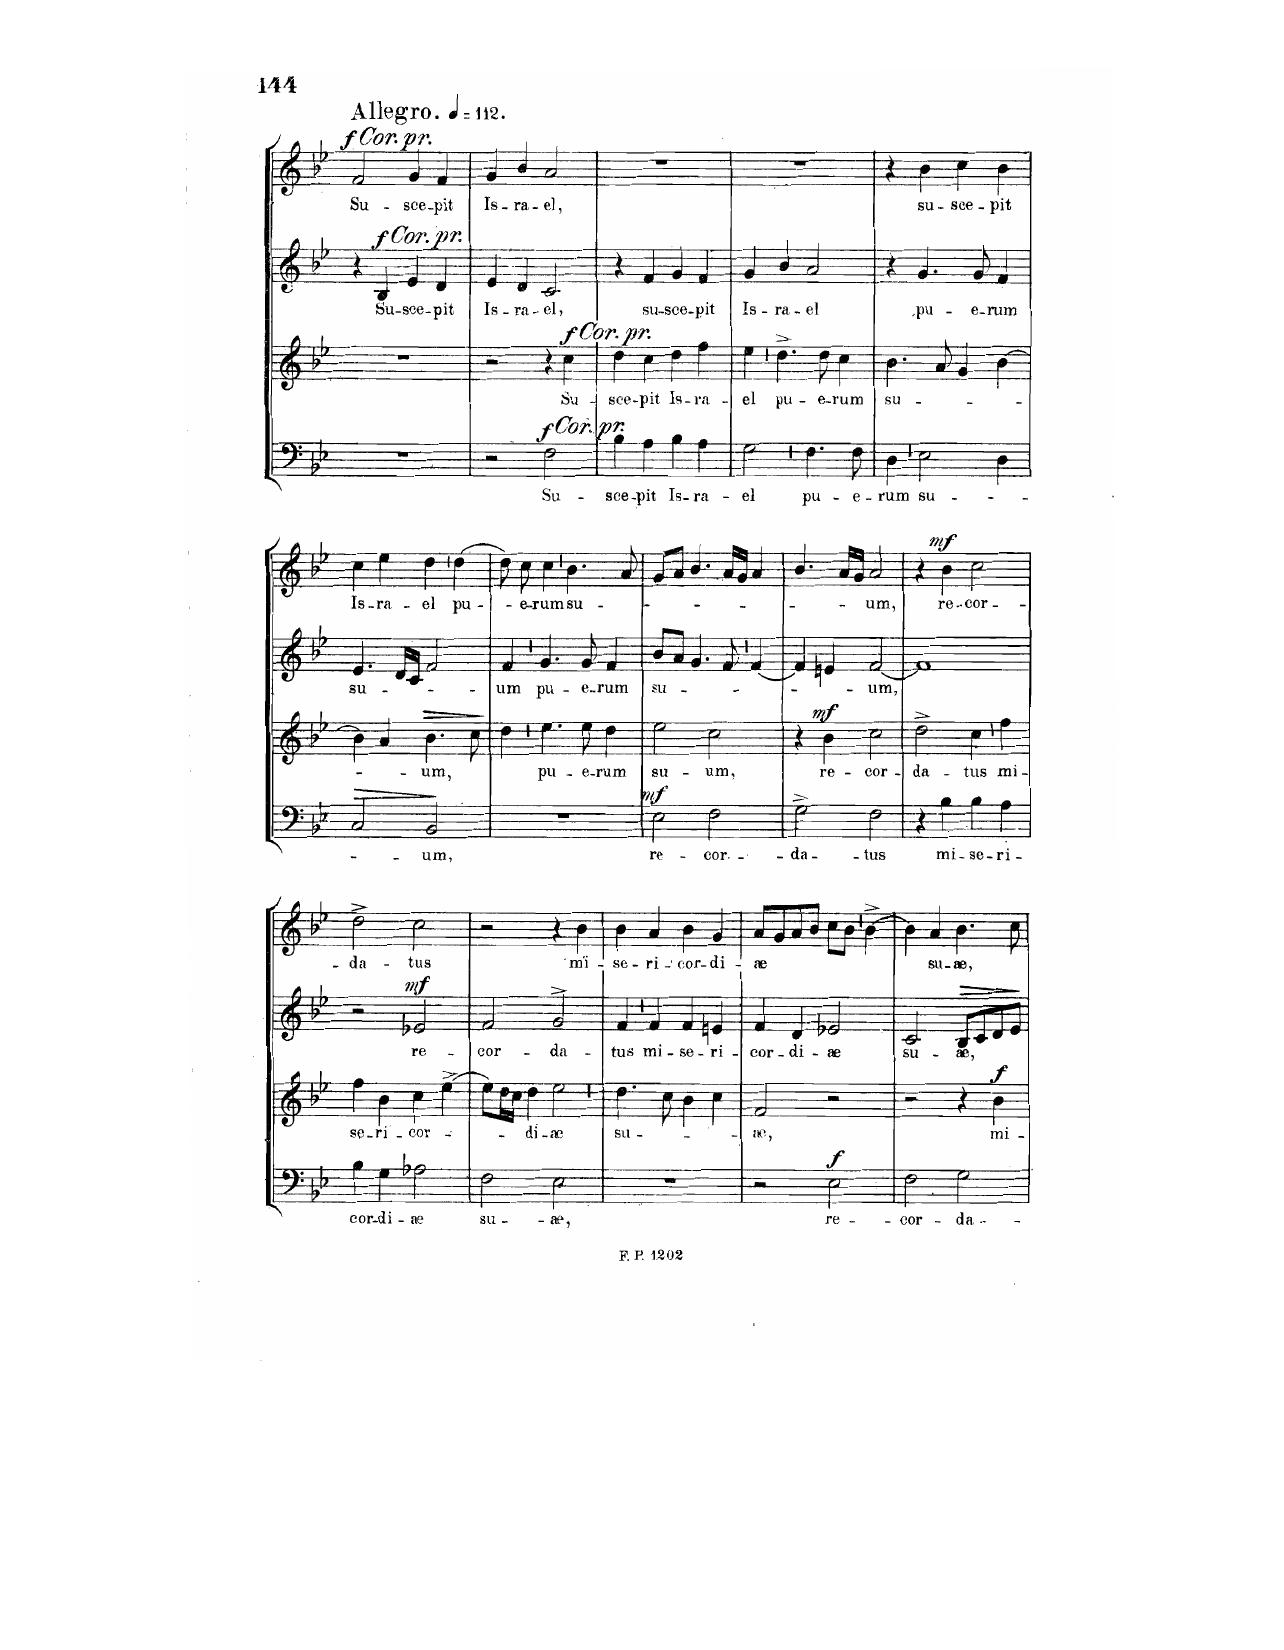 144
Allegro. ♩= 112.
f Cor. pr.
Su - sce-pit Is - ra - el, su - sce - pit
f Cor. pr.
Su-sce-pit Is - ra - el, su-sce-pit Is - ra - el pu - e-rum
f Cor. pr.
Su - sce-pit Is - ra - el pu - e-rum su - - -
f Cor. pr.
Su - sce-pit Is - ra - el pu - e - rum su - - -
mf
Is - ra - el pu - - e-rum su - - - - - - um, re - cor -
su - - - um pu - e-rum su - - - - - um,
mf
- - um, pu - e-rum su - um, re - cor - da - tus mi-
mf
- - um, re - cor - da - tus mi - se - ri -
- da - tus mi - se - ri - cor - di - æ su - æ,
mf
re - cor - da - tus mi - se - ri - cor - di - æ su - æ,
f
se - ri - cor - - - di - æ su - - - - æ, mi -
f
cor - di - æ su - - æ, re - - cor - da - -
F. P. 1202